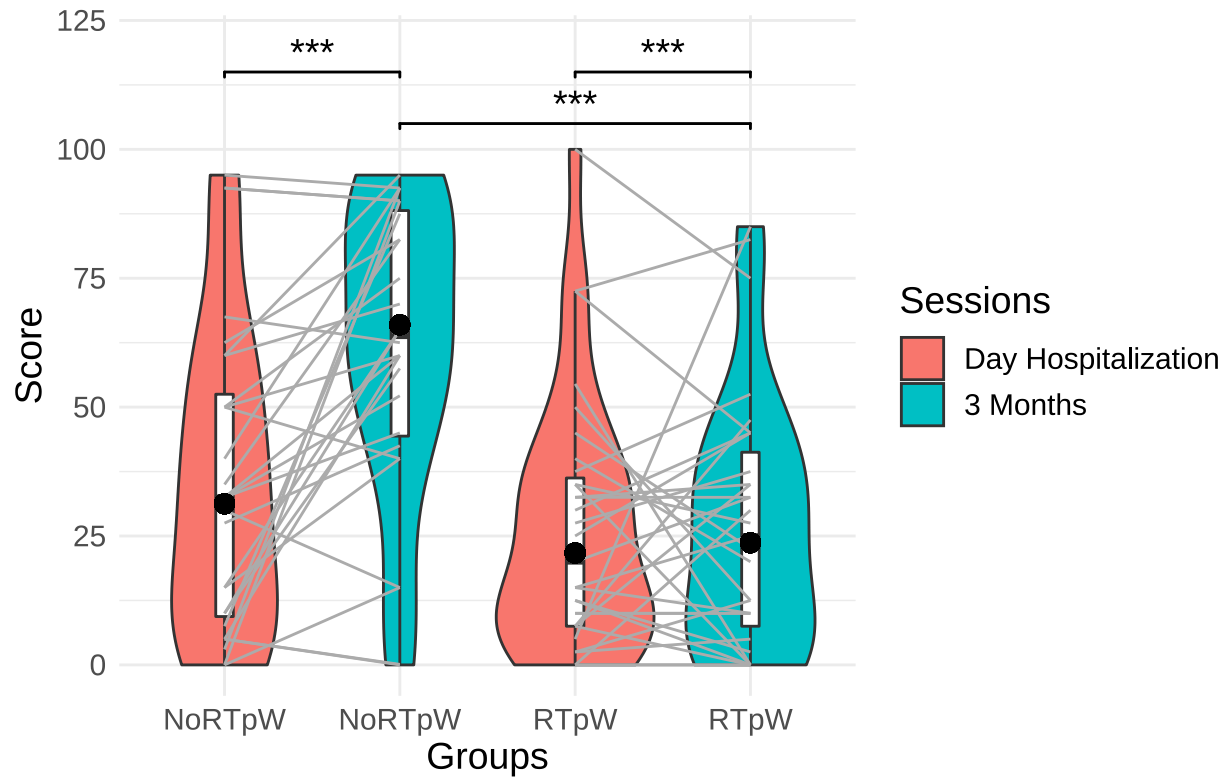 125
***
***
***
100
75
50
25
0
Score
NoRTpW
NoRTpW
RTpW
RTpW
Groups
Sessions
Day Hospitalization
3 Months